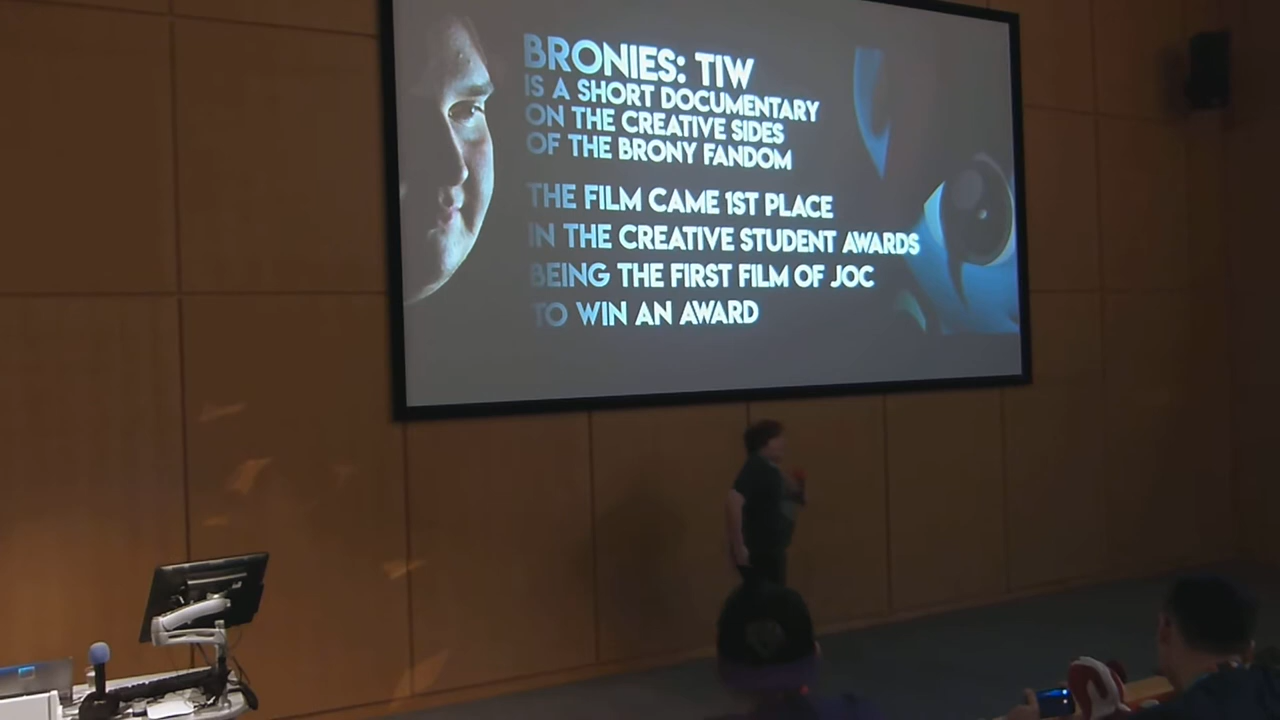 BRONIES: TIW
IS A SHORT DOCUMENTARY
ON THE CREATIVE SIDES
OF THE BRONY FANDOM
THE FILM CAME 1ST PLACE
IN THE CREATIVE STUDENT AWARDS
BEING THE FIRST FILM OF JOC
TO WIN AN AWARD